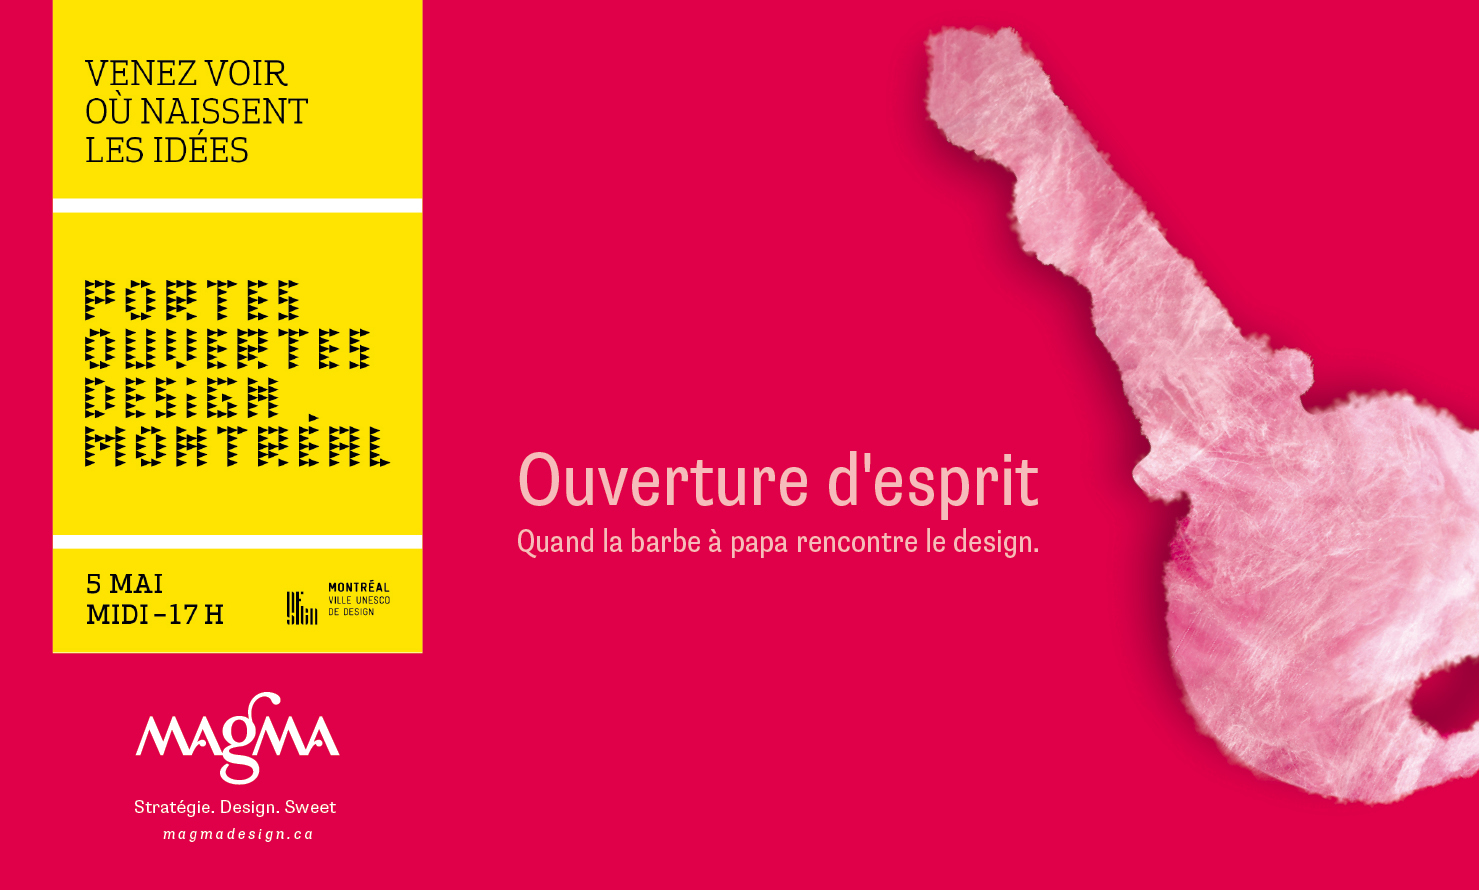 VENEZ VOIR
OÙ NAISSENT
LES IDÉES
PORTES
OUVERTES
DESiGN
MONTRÉAL
5 MAI
MIDI – 17 H
MONTRÉAL
VILLE UNESCO
DE DESIGN
Ouverture d'esprit
Quand la barbe à papa rencontre le design.
MAgMA
Stratégie. Design. Sweet
magmadesign.ca